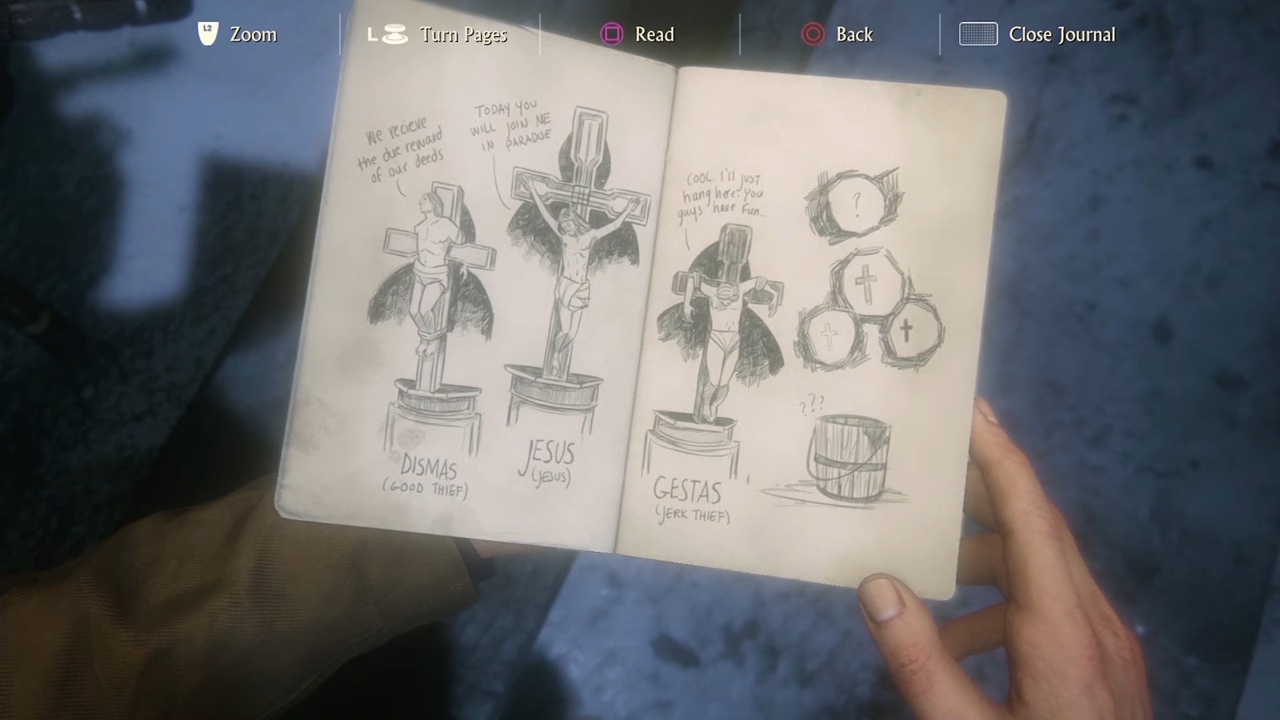 L2 Zoom
L Turn Pages
Read
Back
Close Journal
We recieve
the due reward
of our deeds
TODAY YOU
WILL JOIN ME
IN PARADISE
DISMAS
(GOOD THIEF)
JESUS
(JESUS)
COOL. I'll JUST
hang here. You
guys have fun...
?
GESTAS
(JERK THIEF)
???